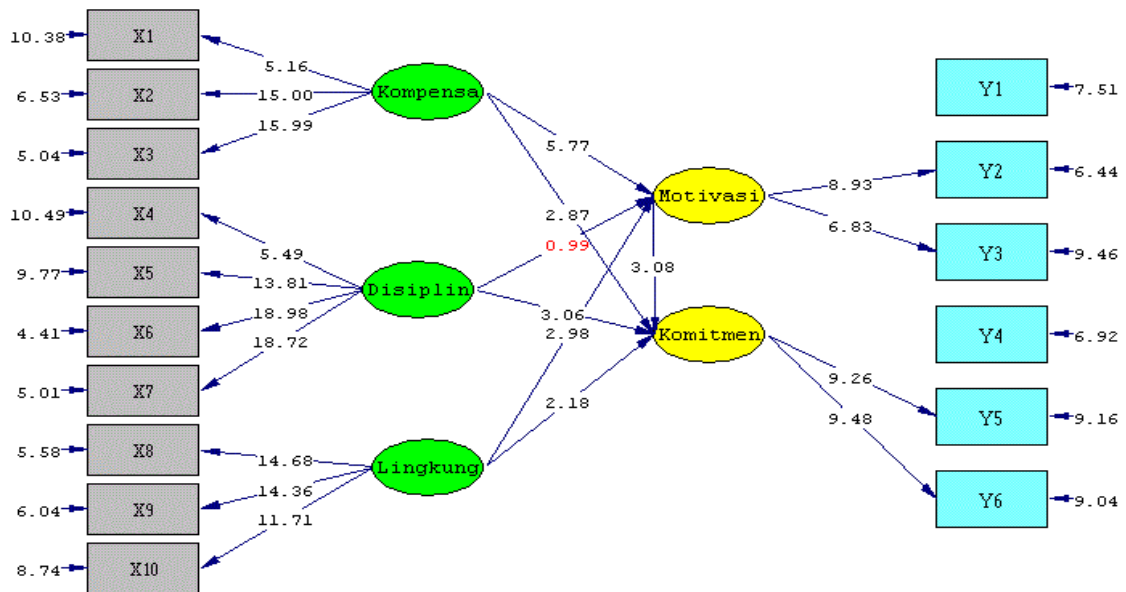 10.38
X1
5.16
6.53
X2
15.00
Kompensa
15.99
5.04
X3
10.49
X4
5.49
9.77
X5
13.81
Disiplin
18.98
4.41
X6
18.72
5.01
X7
5.58
X8
14.68
Lingkung
14.36
6.04
X9
11.71
8.74
X10
5.77
2.87
0.99
3.08
3.06
2.98
2.18
Motivasi
Komitmen
8.93
6.83
9.26
9.48
Y1
7.51
Y2
6.44
Y3
9.46
Y4
6.92
Y5
9.16
Y6
9.04